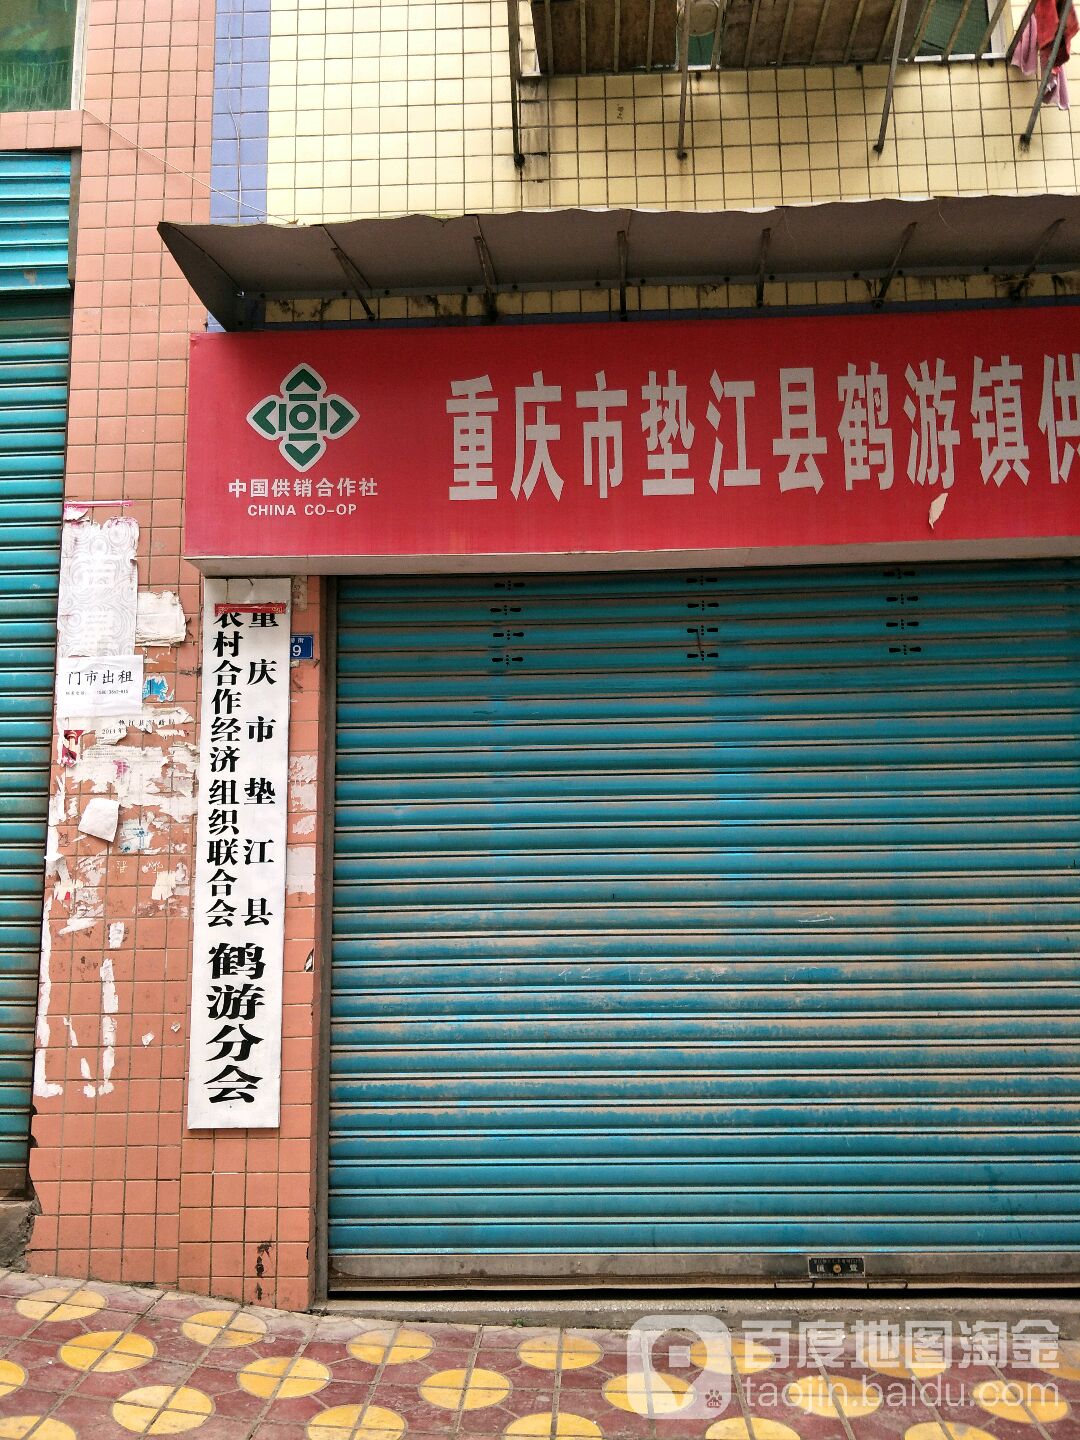 中国供销合作社
CHINA CO-OP
重庆市垫江县鹤游镇供
重庆市垫江县
农村合作经济组织联合会
鹤游分会
9
门市出租
百度地图淘金
taojin.baidu.com